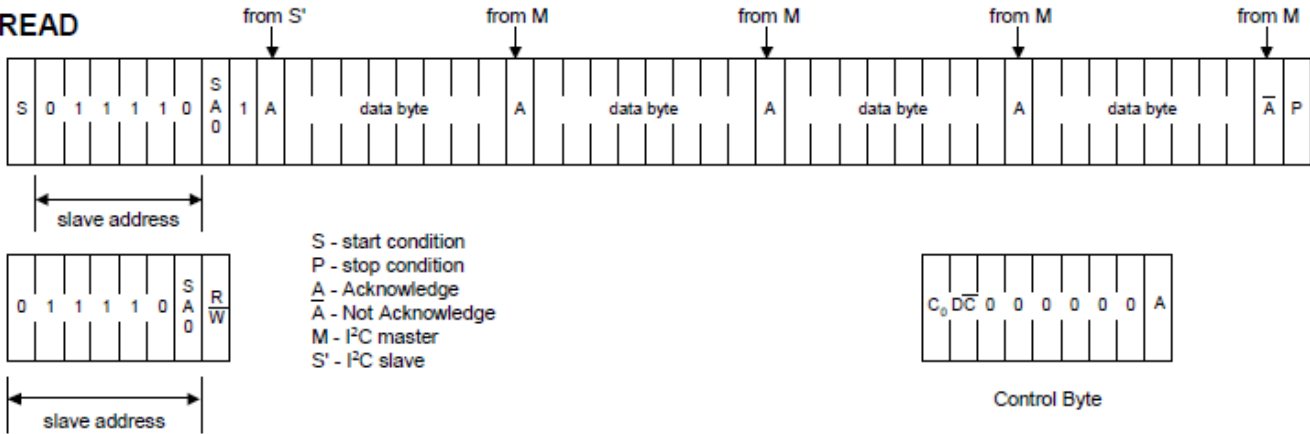 READ
from S' from M from M from M from M
S 0 1 1 1 1 0 SA0 1 A data byte A data byte A data byte A data byte A̅ P
slave address
0 1 1 1 1 0 SA0 R/W̅
slave address
S - start condition
P - stop condition
A - Acknowledge
A̅ - Not Acknowledge
M - I²C master
S' - I²C slave
C₀ DC̅ 0 0 0 0 0 0 A
Control Byte